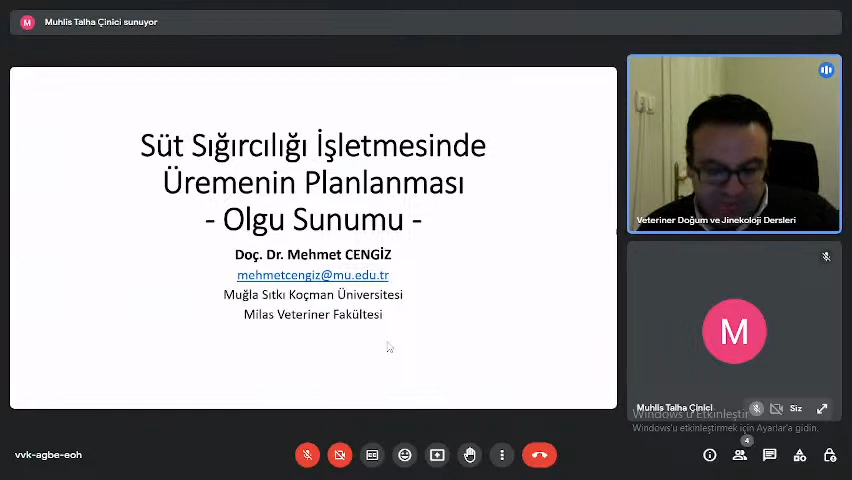 M
Muhlis Talha Çinici sunuyor
Süt Sığırcılığı İşletmesinde
Üremenin Planlanması
- Olgu Sunumu -
Doç. Dr. Mehmet CENGİZ
mehmetcengiz@mu.edu.tr
Muğla Sıtkı Koçman Üniversitesi
Milas Veteriner Fakültesi
Veteriner Doğum ve Jinekoloji Dersleri
M
Muhlis Talha Çinici
Siz
Windows'u Etkinleştir
Windows'u etkinleştirmek için Ayarlar'a gidin.
vvk-agbe-eoh
4